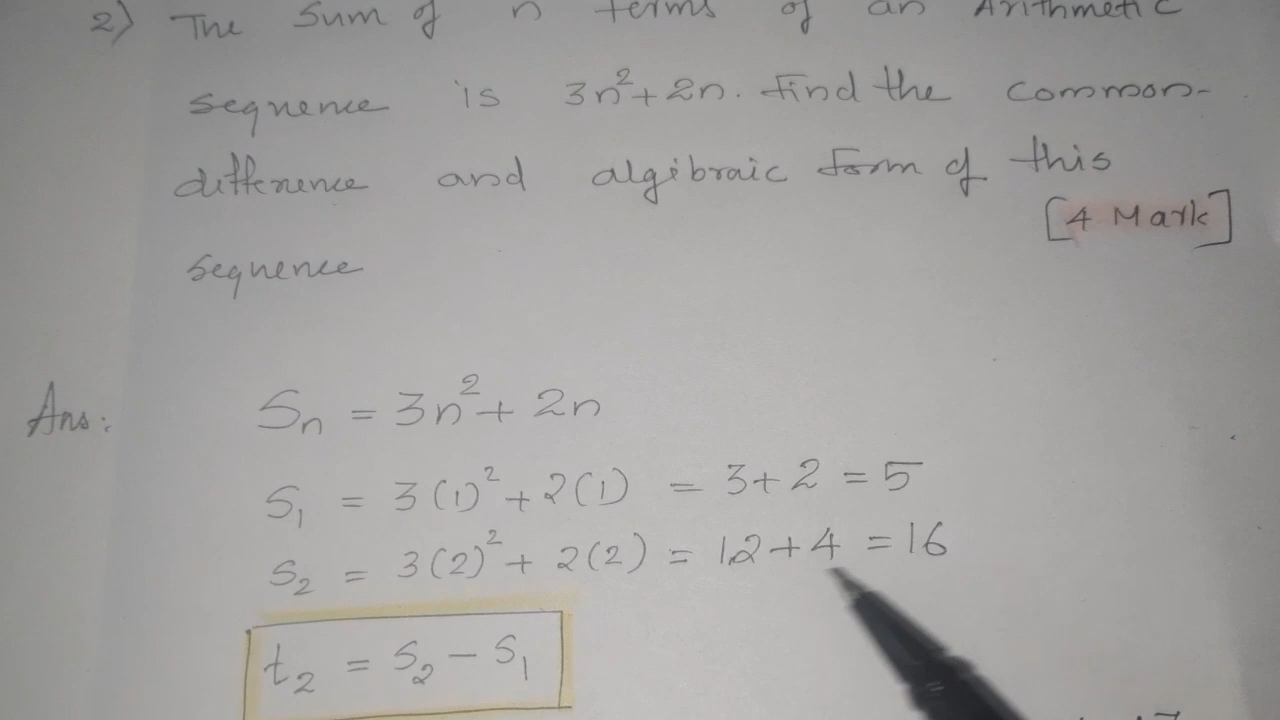 2) The Sum of n terms of an Arithmetic
sequence is 3n²+2n. Find the common-
difference and algibraic form of this
[4 Mark]
sequence
Ans: Sₙ = 3n²+ 2n
S₁ = 3(1)²+2(1) = 3+2 = 5
S₂ = 3(2)²+ 2(2) = 12+4 = 16
t₂ = S₂ – S₁